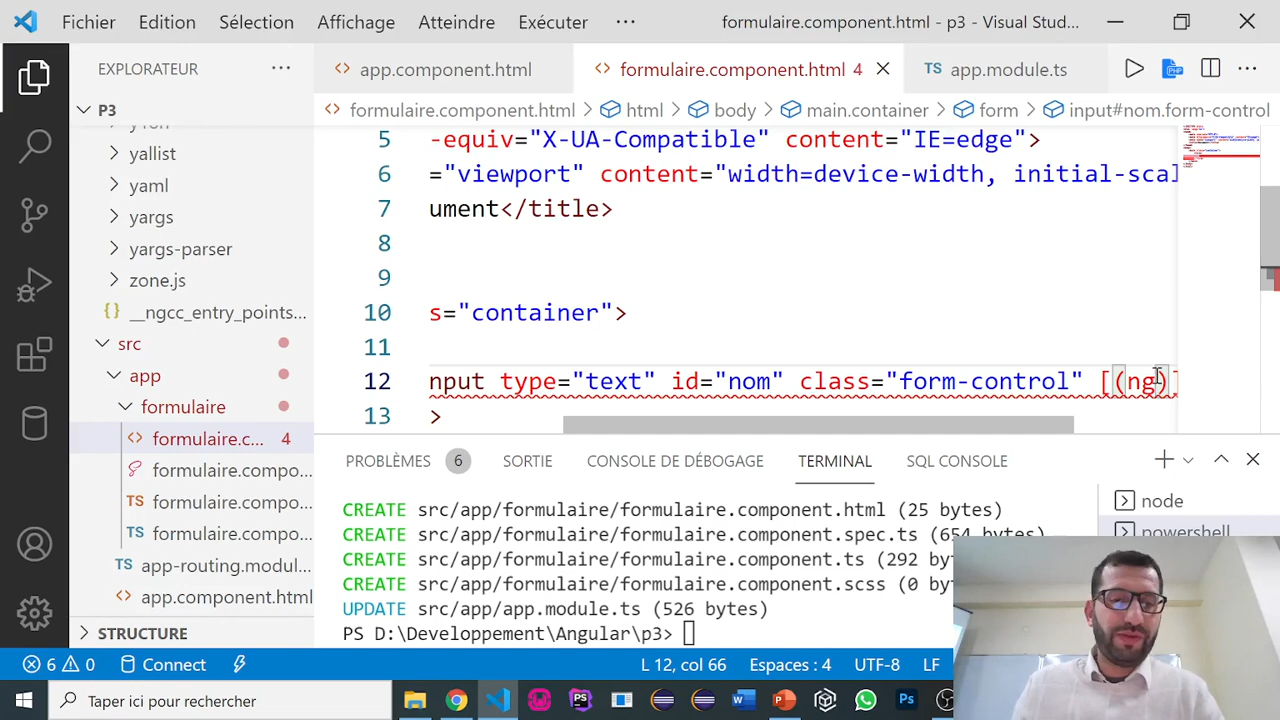 Fichier Edition Sélection Affichage Atteindre Exécuter ··· formulaire.component.html - p3 - Visual Stud...
EXPLORATEUR ···
app.component.html formulaire.component.html 4 TS app.module.ts
P3
formulaire.component.html html body main.container form input#nom.form-control
yallist
yaml
yargs
yargs-parser
zone.js
{} __ngcc_entry_points...
src
app
formulaire
formulaire.c... 4
formulaire.compo...
TS formulaire.compo...
TS formulaire.compo...
TS app-routing.modul...
app.component.html
STRUCTURE
5 -equiv="X-UA-Compatible" content="IE=edge">
6 ="viewport" content="width=device-width, initial-scal
7 ument</title>
8
9
10 s="container">
11
12 nput type="text" id="nom" class="form-control" [(ng)]
13 >
PROBLÈMES 6 SORTIE CONSOLE DE DÉBOGAGE TERMINAL SQL CONSOLE
CREATE src/app/formulaire/formulaire.component.html (25 bytes)
CREATE src/app/formulaire/formulaire.component.spec.ts (654 bytes)
CREATE src/app/formulaire/formulaire.component.ts (292 by
CREATE src/app/formulaire/formulaire.component.scss (0 b
UPDATE src/app/app.module.ts (526 bytes)
PS D:\Developpement\Angular\p3>
node
powershell
6 0 Connect L 12, col 66 Espaces : 4 UTF-8 LF
Taper ici pour rechercher